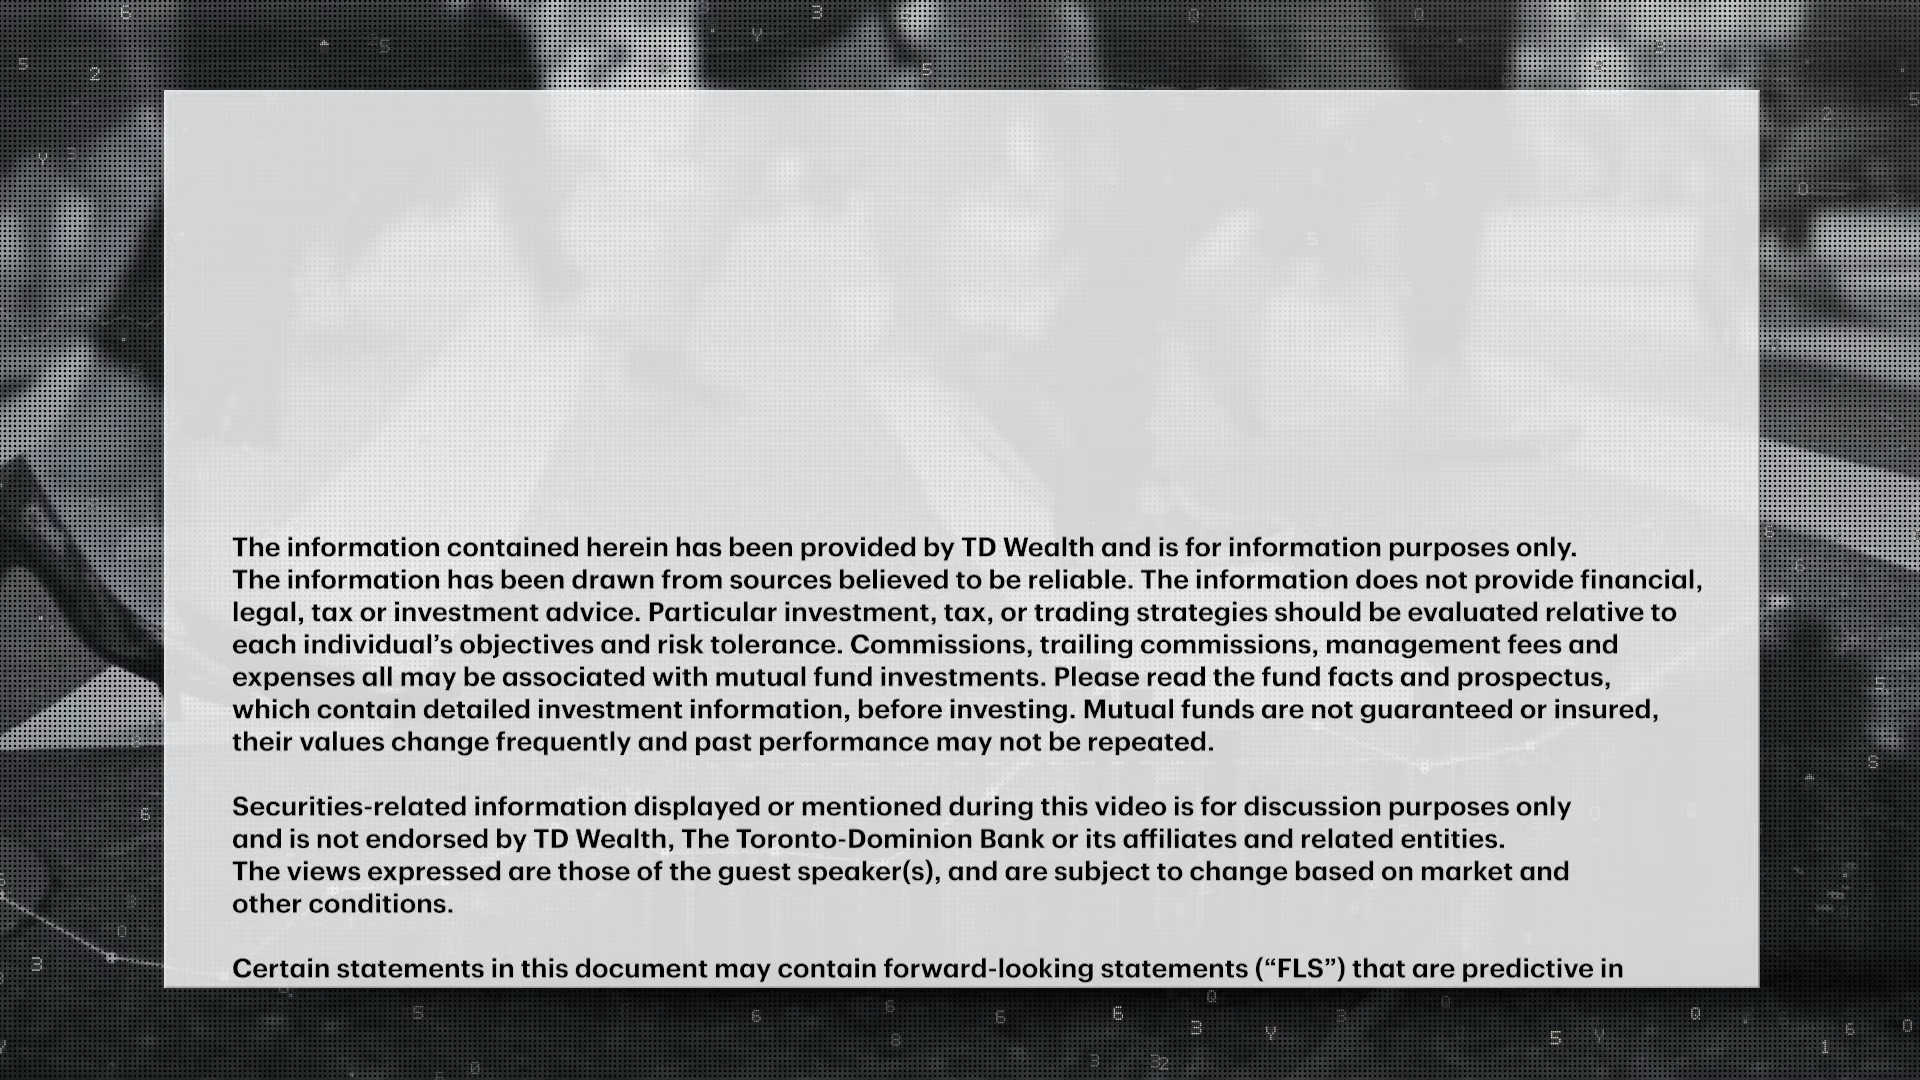 The information contained herein has been provided by TD Wealth and is for information purposes only.
The information has been drawn from sources believed to be reliable. The information does not provide financial,
legal, tax or investment advice. Particular investment, tax, or trading strategies should be evaluated relative to
each individual’s objectives and risk tolerance. Commissions, trailing commissions, management fees and
expenses all may be associated with mutual fund investments. Please read the fund facts and prospectus,
which contain detailed investment information, before investing. Mutual funds are not guaranteed or insured,
their values change frequently and past performance may not be repeated.
Securities-related information displayed or mentioned during this video is for discussion purposes only
and is not endorsed by TD Wealth, The Toronto-Dominion Bank or its affiliates and related entities.
The views expressed are those of the guest speaker(s), and are subject to change based on market and
other conditions.
Certain statements in this document may contain forward-looking statements (“FLS”) that are predictive in